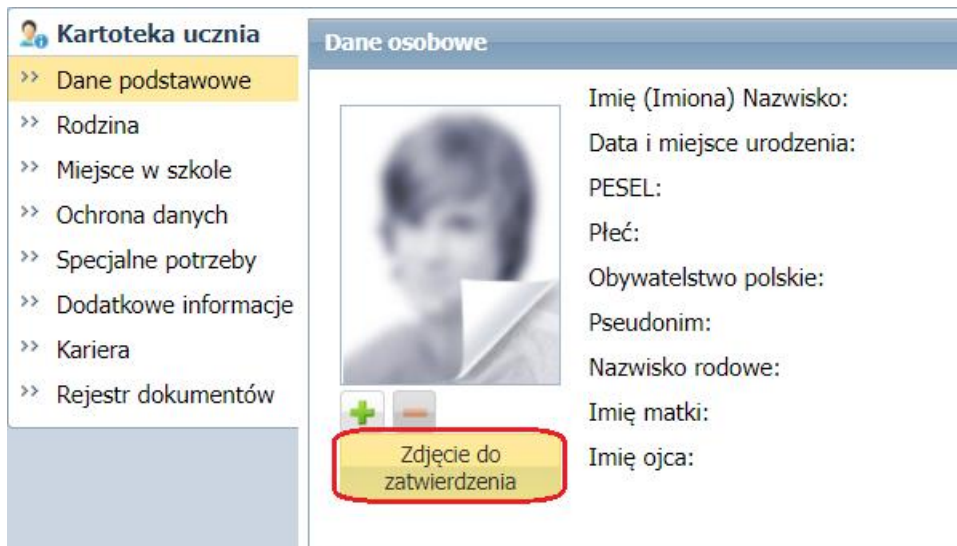 Kartoteka ucznia
Dane podstawowe
Rodzina
Miejsce w szkole
Ochrona danych
Specjalne potrzeby
Dodatkowe informacje
Kariera
Rejestr dokumentów
Dane osobowe
Imię (Imiona) Nazwisko:
Data i miejsce urodzenia:
PESEL:
Płeć:
Obywatelstwo polskie:
Pseudonim:
Nazwisko rodowe:
Imię matki:
Imię ojca:
Zdjęcie do
zatwierdzenia